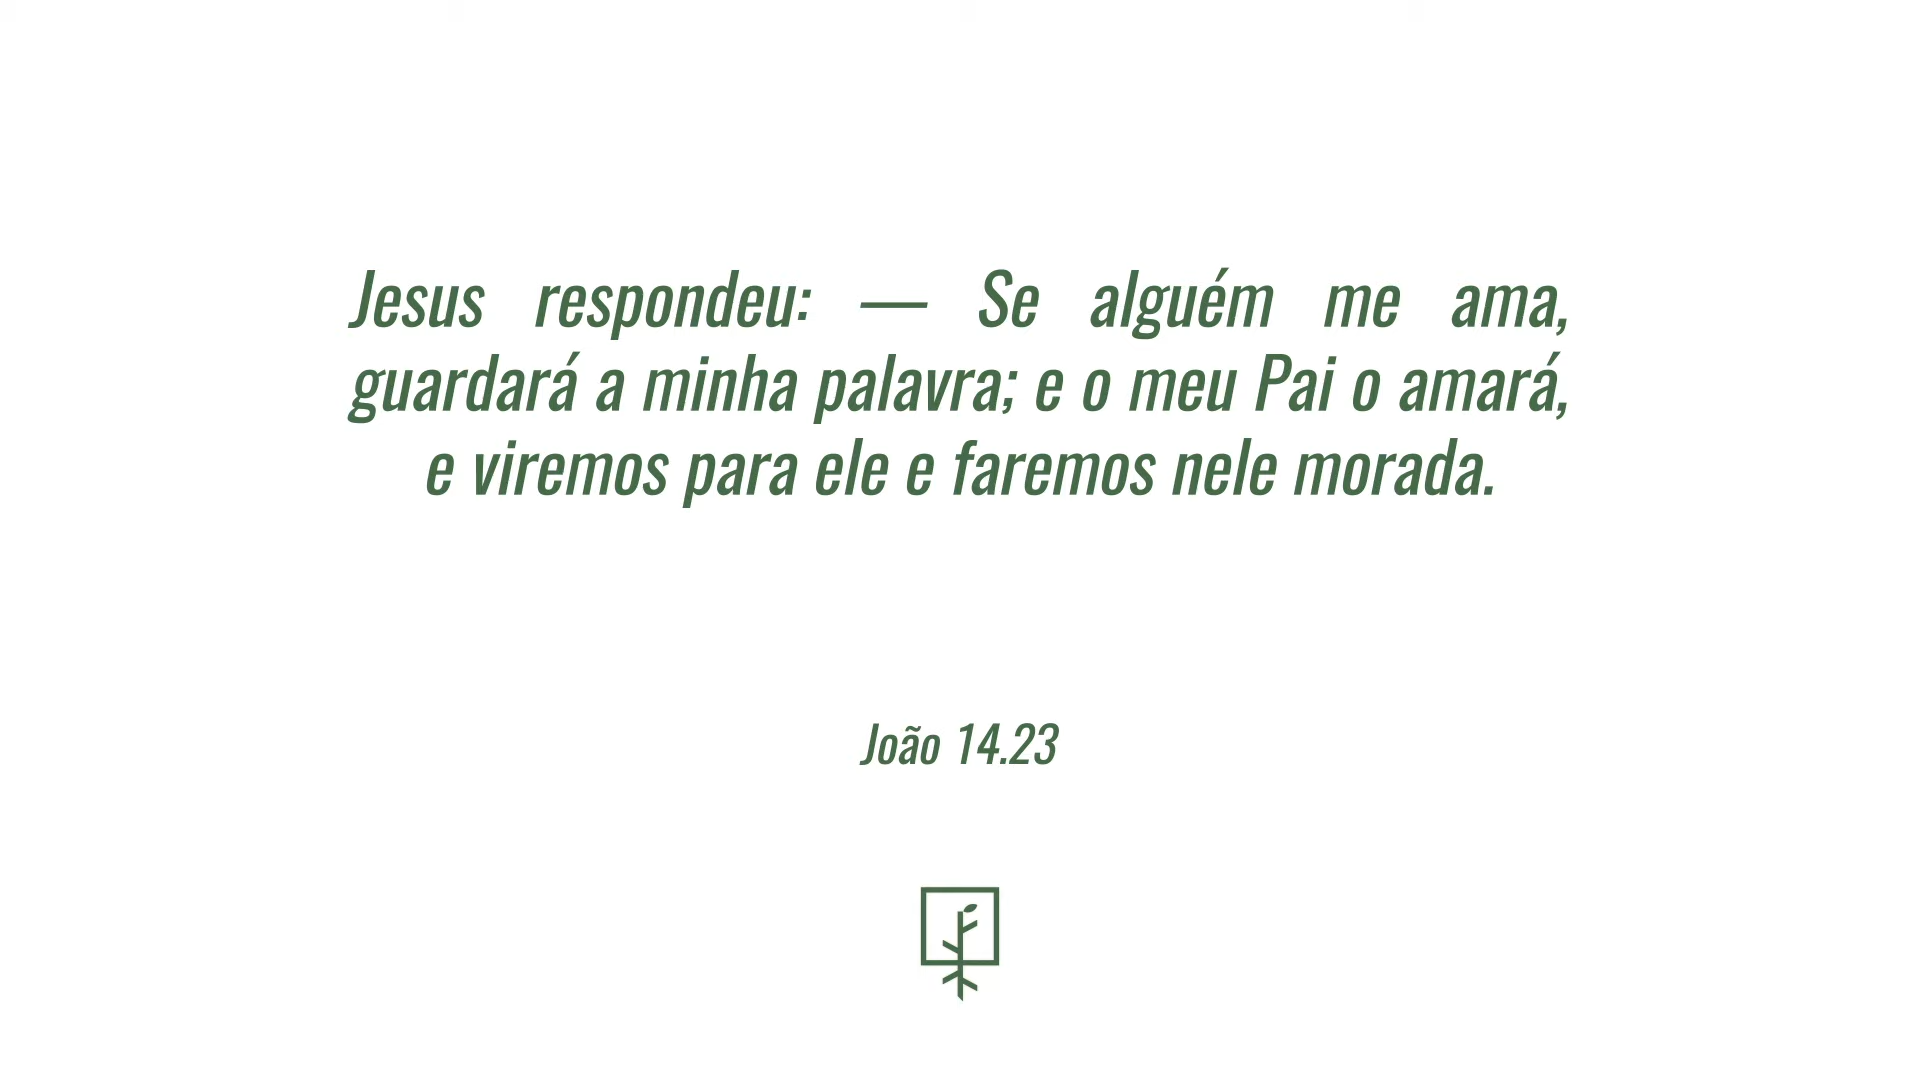 Jesus respondeu: — Se alguém me ama,
guardará a minha palavra; e o meu Pai o amará,
e viremos para ele e faremos nele morada.
João 14.23